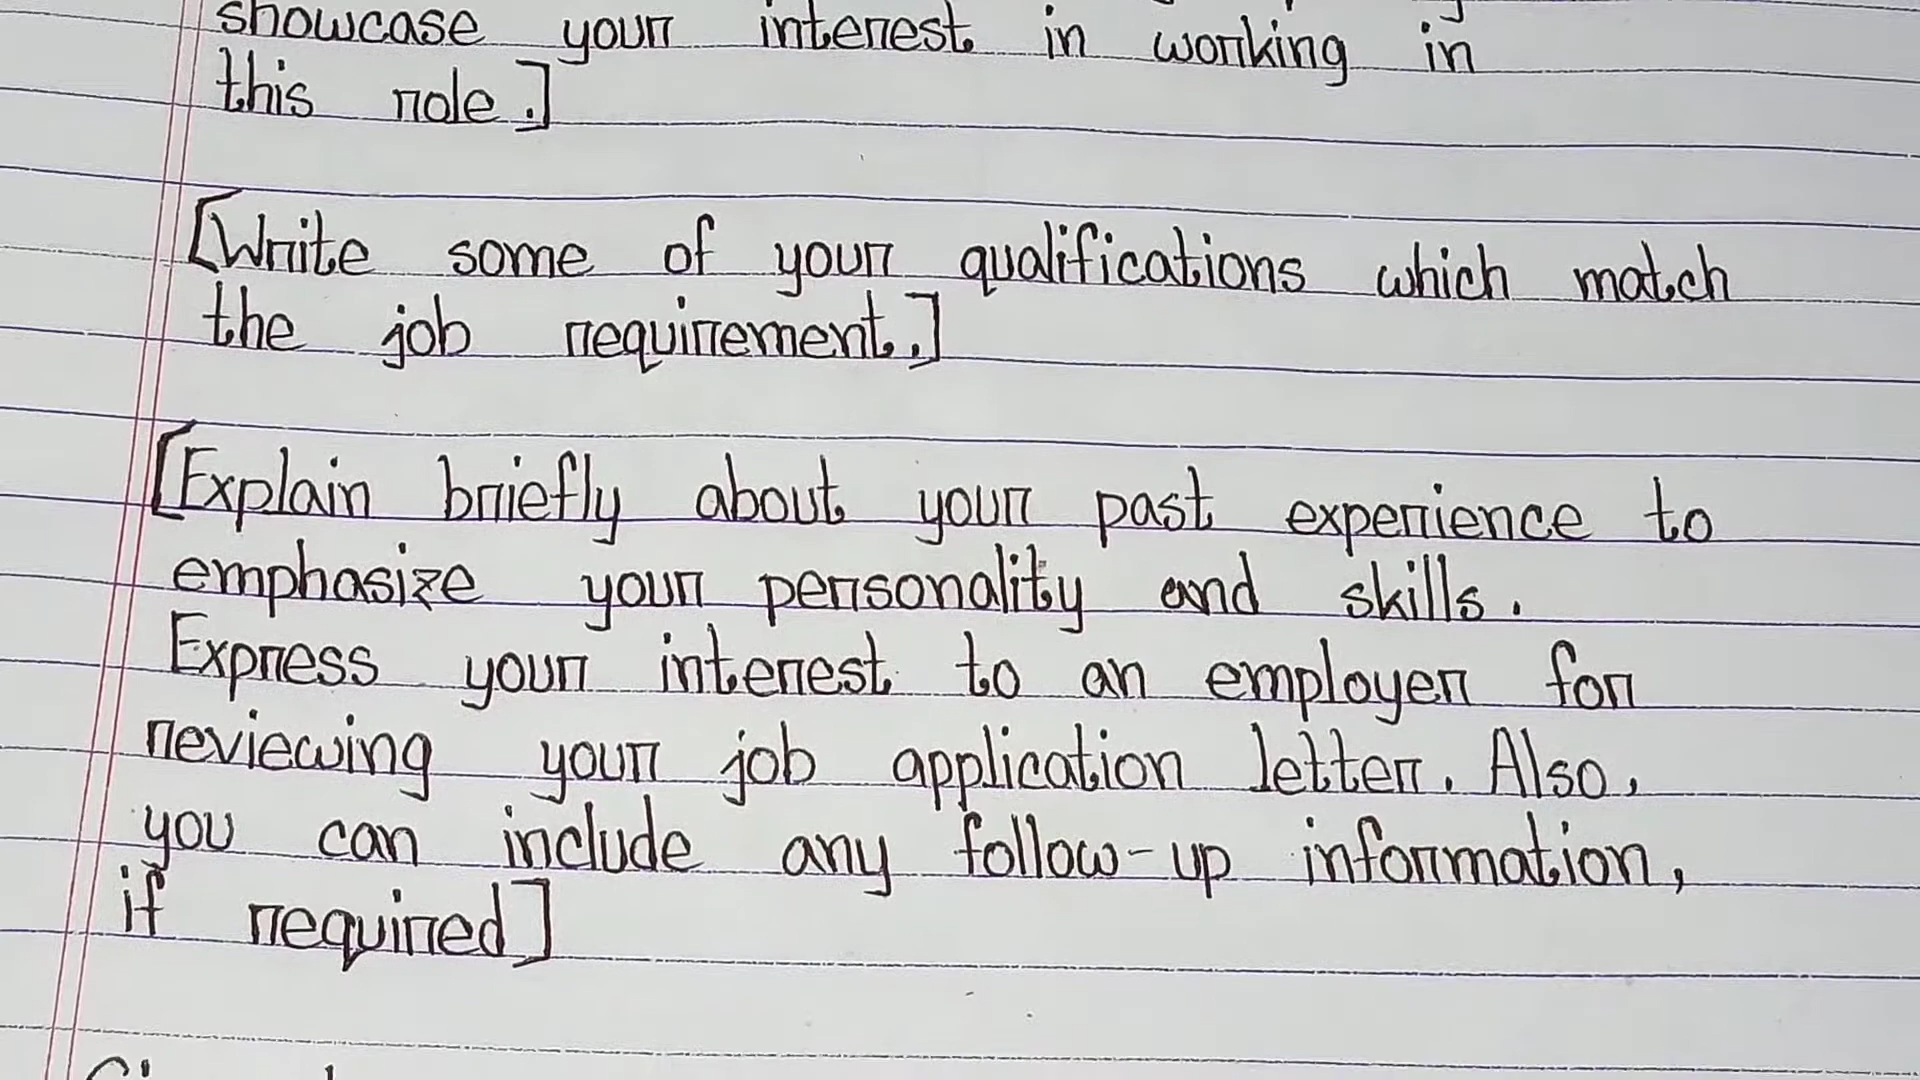 showcase your interest in working in
this role.]
[Write some of your qualifications which match
the job requirement.]
[Explain briefly about your past experience to
emphasize your personality and skills.
Express your interest to an employer for
reviewing your job application letter. Also,
you can include any follow-up information,
if required]